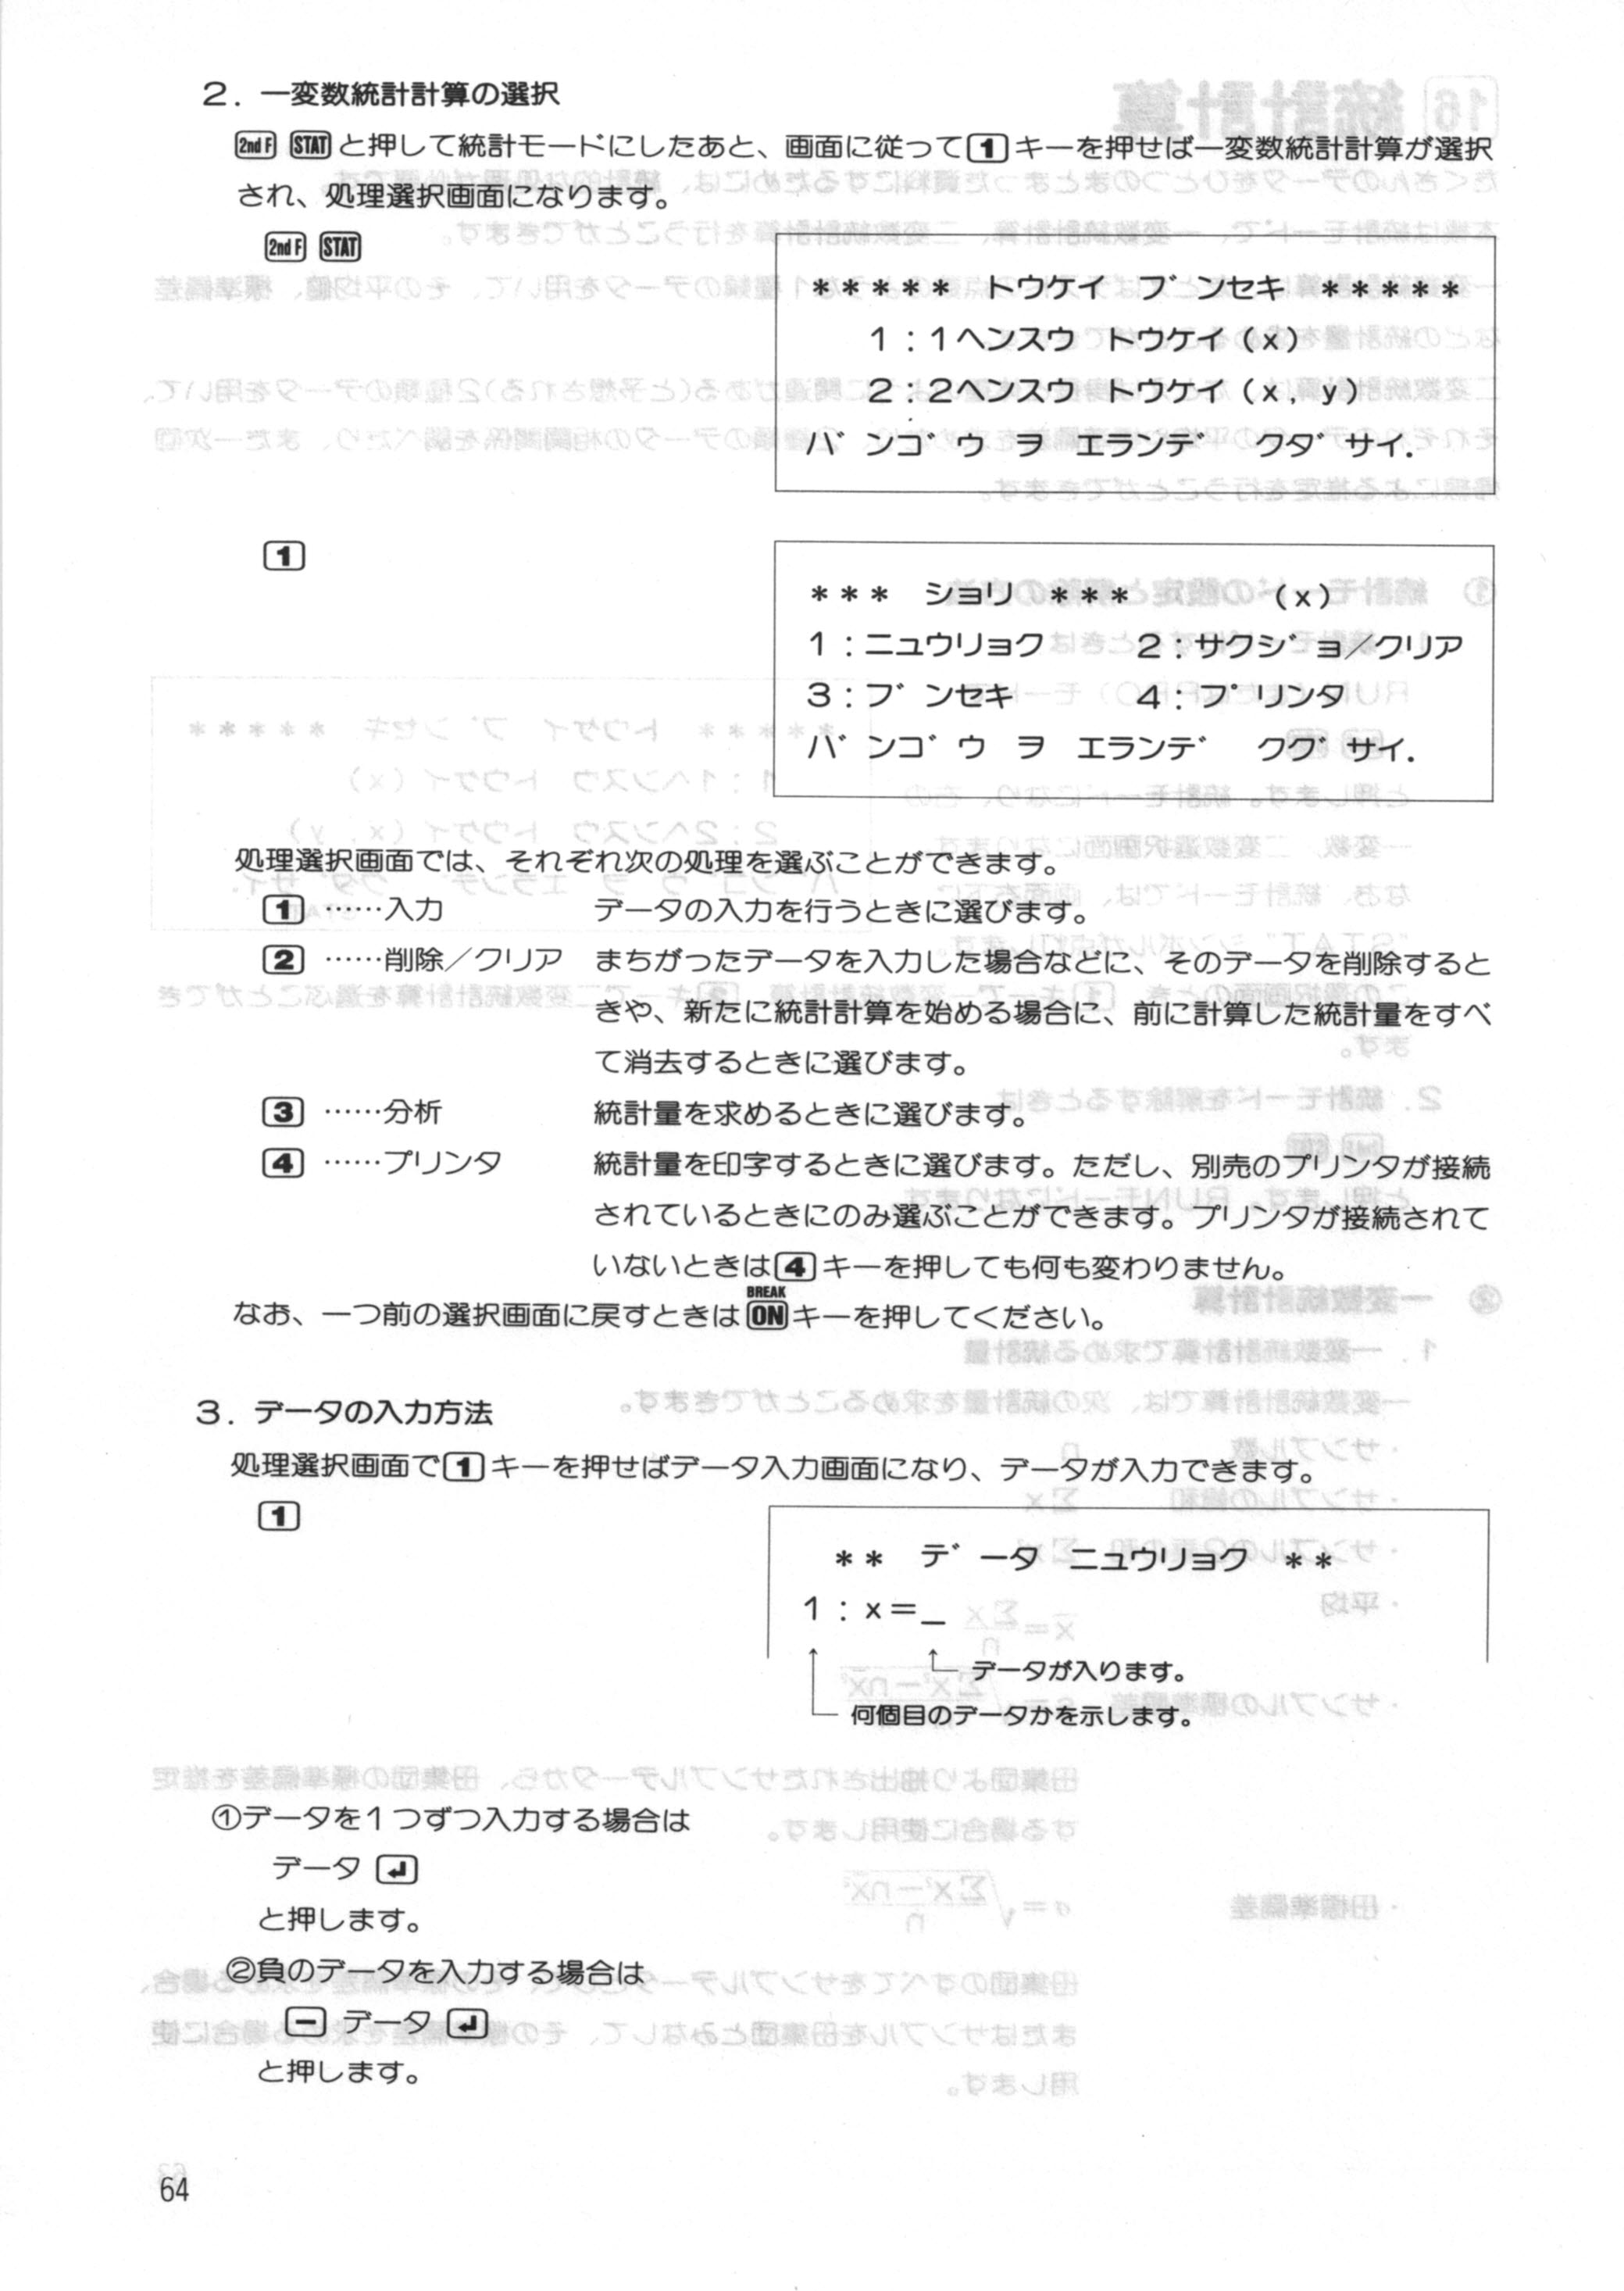 2. 一変数統計計算の選択
2nd F STAT と押して統計モードにしたあと、画面に従って 1 キーを押せば一変数統計計算が選択
され、処理選択画面になります。
2nd F STAT
***** トウケイ ブンセキ *****
1:1ヘンスウ トウケイ (x)
2:2ヘンスウ トウケイ (x, y)
バンゴウ ヲ エランデ クダサイ.
1
*** ショリ *** (x)
1:ニュウリョク 2:サクジョ/クリア
3:ブンセキ 4:プリンタ
バンゴウ ヲ エランデ クダサイ.
処理選択画面では、それぞれ次の処理を選ぶことができます。
1 ……入力 データの入力を行うときに選びます。
2 ……削除/クリア まちがったデータを入力した場合などに、そのデータを削除すると
きや、新たに統計計算を始める場合に、前に計算した統計量をすべ
て消去するときに選びます。
3 ……分析 統計量を求めるときに選びます。
4 ……プリンタ 統計量を印字するときに選びます。ただし、別売のプリンタが接続
されているときにのみ選ぶことができます。プリンタが接続されて
いないときは 4 キーを押しても何も変わりません。
BREAK
なお、一つ前の選択画面に戻すときは ON キーを押してください。
3. データの入力方法
処理選択画面で 1 キーを押せばデータ入力画面になり、データが入力できます。
1
** データ ニュウリョク **
1:x=_
データが入ります。
何個目のデータかを示します。
①データを1つずつ入力する場合は
データ ↵
と押します。
②負のデータを入力する場合は
− データ ↵
と押します。
64